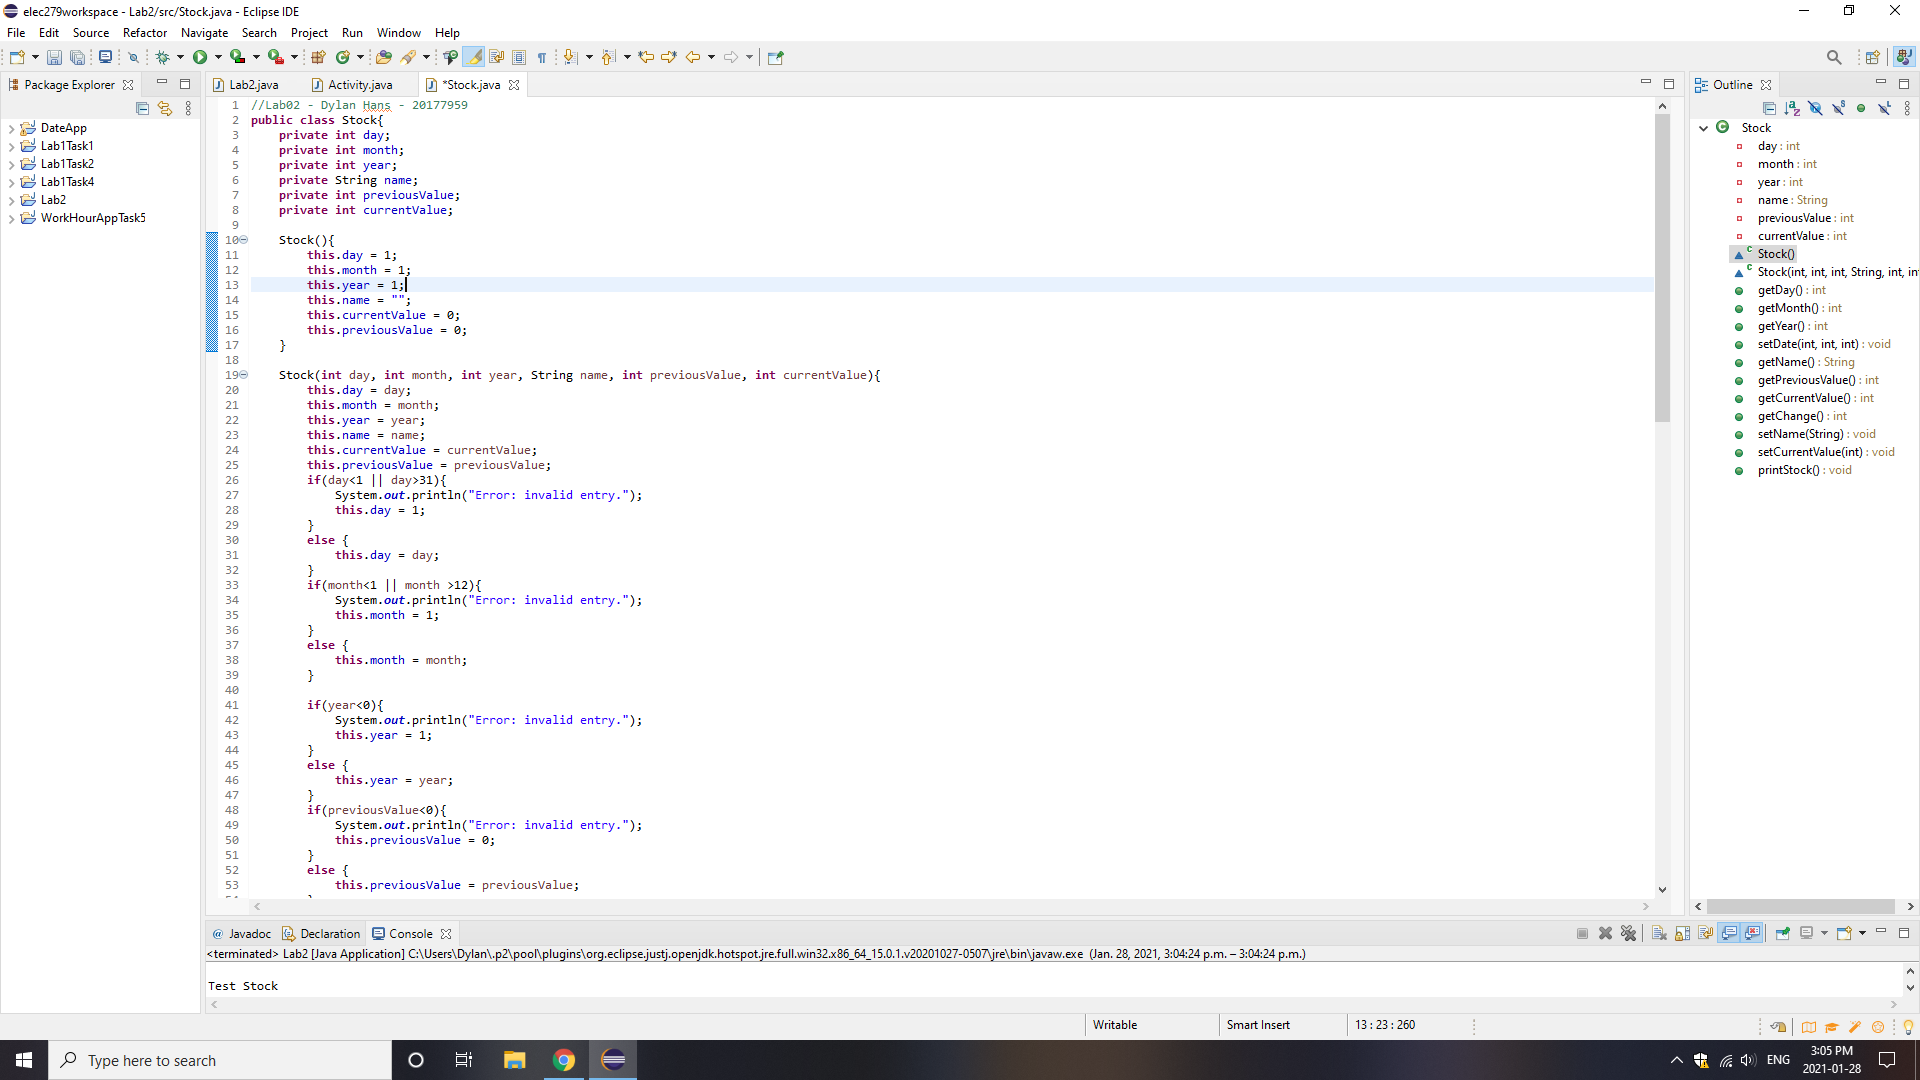 elec279workspace - Lab2/src/Stock.java - Eclipse IDE
File Edit Source Refactor Navigate Search Project Run Window Help
Package Explorer
DateApp
Lab1Task1
Lab1Task2
Lab1Task4
Lab2
WorkHourAppTask5
Lab2.java Activity.java *Stock.java
1 //Lab02 - Dylan Hans - 20177959
2 public class Stock{
3 private int day;
4 private int month;
5 private int year;
6 private String name;
7 private int previousValue;
8 private int currentValue;
9
10 Stock(){
11 this.day = 1;
12 this.month = 1;
13 this.year = 1;
14 this.name = "";
15 this.currentValue = 0;
16 this.previousValue = 0;
17 }
18
19 Stock(int day, int month, int year, String name, int previousValue, int currentValue){
20 this.day = day;
21 this.month = month;
22 this.year = year;
23 this.name = name;
24 this.currentValue = currentValue;
25 this.previousValue = previousValue;
26 if(day<1 || day>31){
27 System.out.println("Error: invalid entry.");
28 this.day = 1;
29 }
30 else {
31 this.day = day;
32 }
33 if(month<1 || month >12){
34 System.out.println("Error: invalid entry.");
35 this.month = 1;
36 }
37 else {
38 this.month = month;
39 }
40
41 if(year<0){
42 System.out.println("Error: invalid entry.");
43 this.year = 1;
44 }
45 else {
46 this.year = year;
47 }
48 if(previousValue<0){
49 System.out.println("Error: invalid entry.");
50 this.previousValue = 0;
51 }
52 else {
53 this.previousValue = previousValue;
Outline
Stock
day : int
month : int
year : int
name : String
previousValue : int
currentValue : int
Stock()
Stock(int, int, int, String, int, in
getDay() : int
getMonth() : int
getYear() : int
setDate(int, int, int) : void
getName() : String
getPreviousValue() : int
getCurrentValue() : int
getChange() : int
setName(String) : void
setCurrentValue(int) : void
printStock() : void
@ Javadoc Declaration Console
<terminated> Lab2 [Java Application] C:\Users\Dylan\.p2\pool\plugins\org.eclipse.justj.openjdk.hotspot.jre.full.win32.x86_64_15.0.1.v20201027-0507\jre\bin\javaw.exe (Jan. 28, 2021, 3:04:24 p.m. – 3:04:24 p.m.)
Test Stock
Writable Smart Insert 13 : 23 : 260
Type here to search
ENG
3:05 PM
2021-01-28